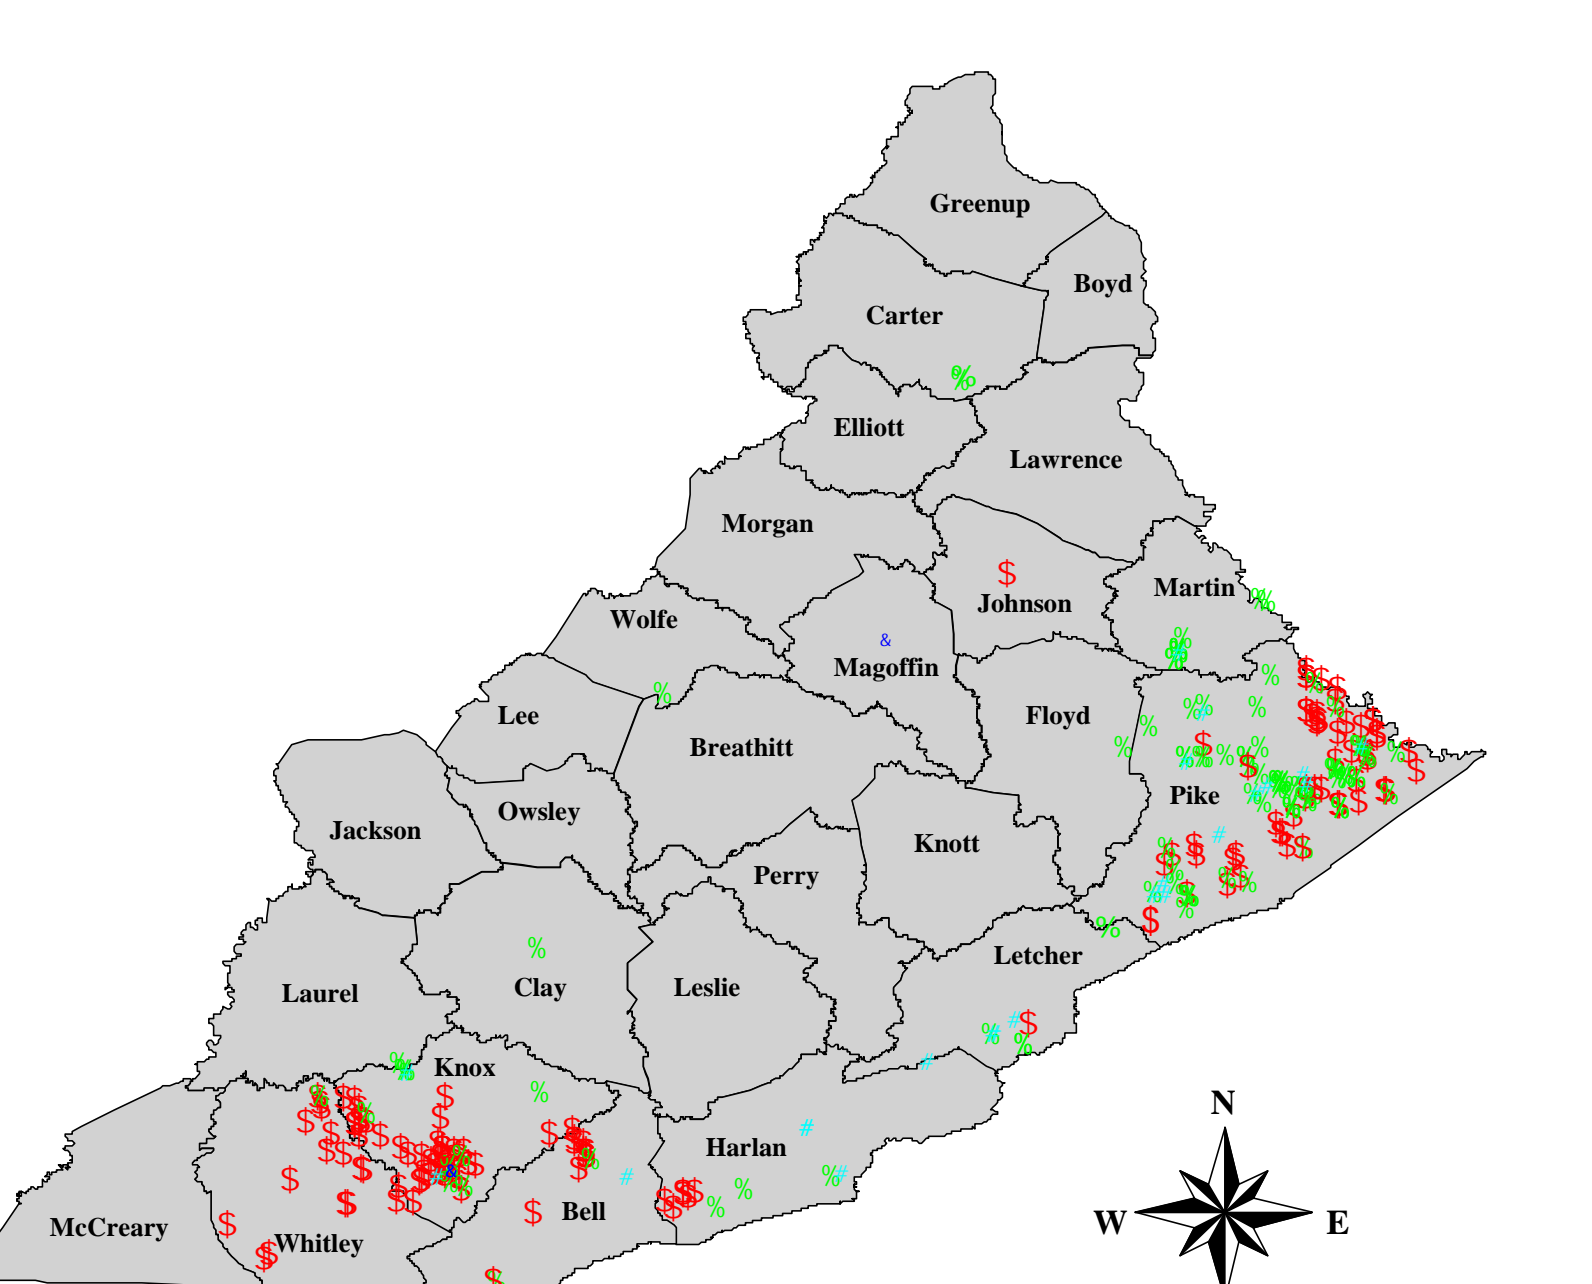 Greenup
Boyd
Carter
Elliott
Lawrence
Morgan
Martin
Johnson
Wolfe
Magoffin
Lee
Floyd
Breathitt
Pike
Owsley
Jackson
Knott
Perry
Letcher
Clay
Leslie
Laurel
Knox
N
Harlan
Bell
W
E
McCreary
Whitley